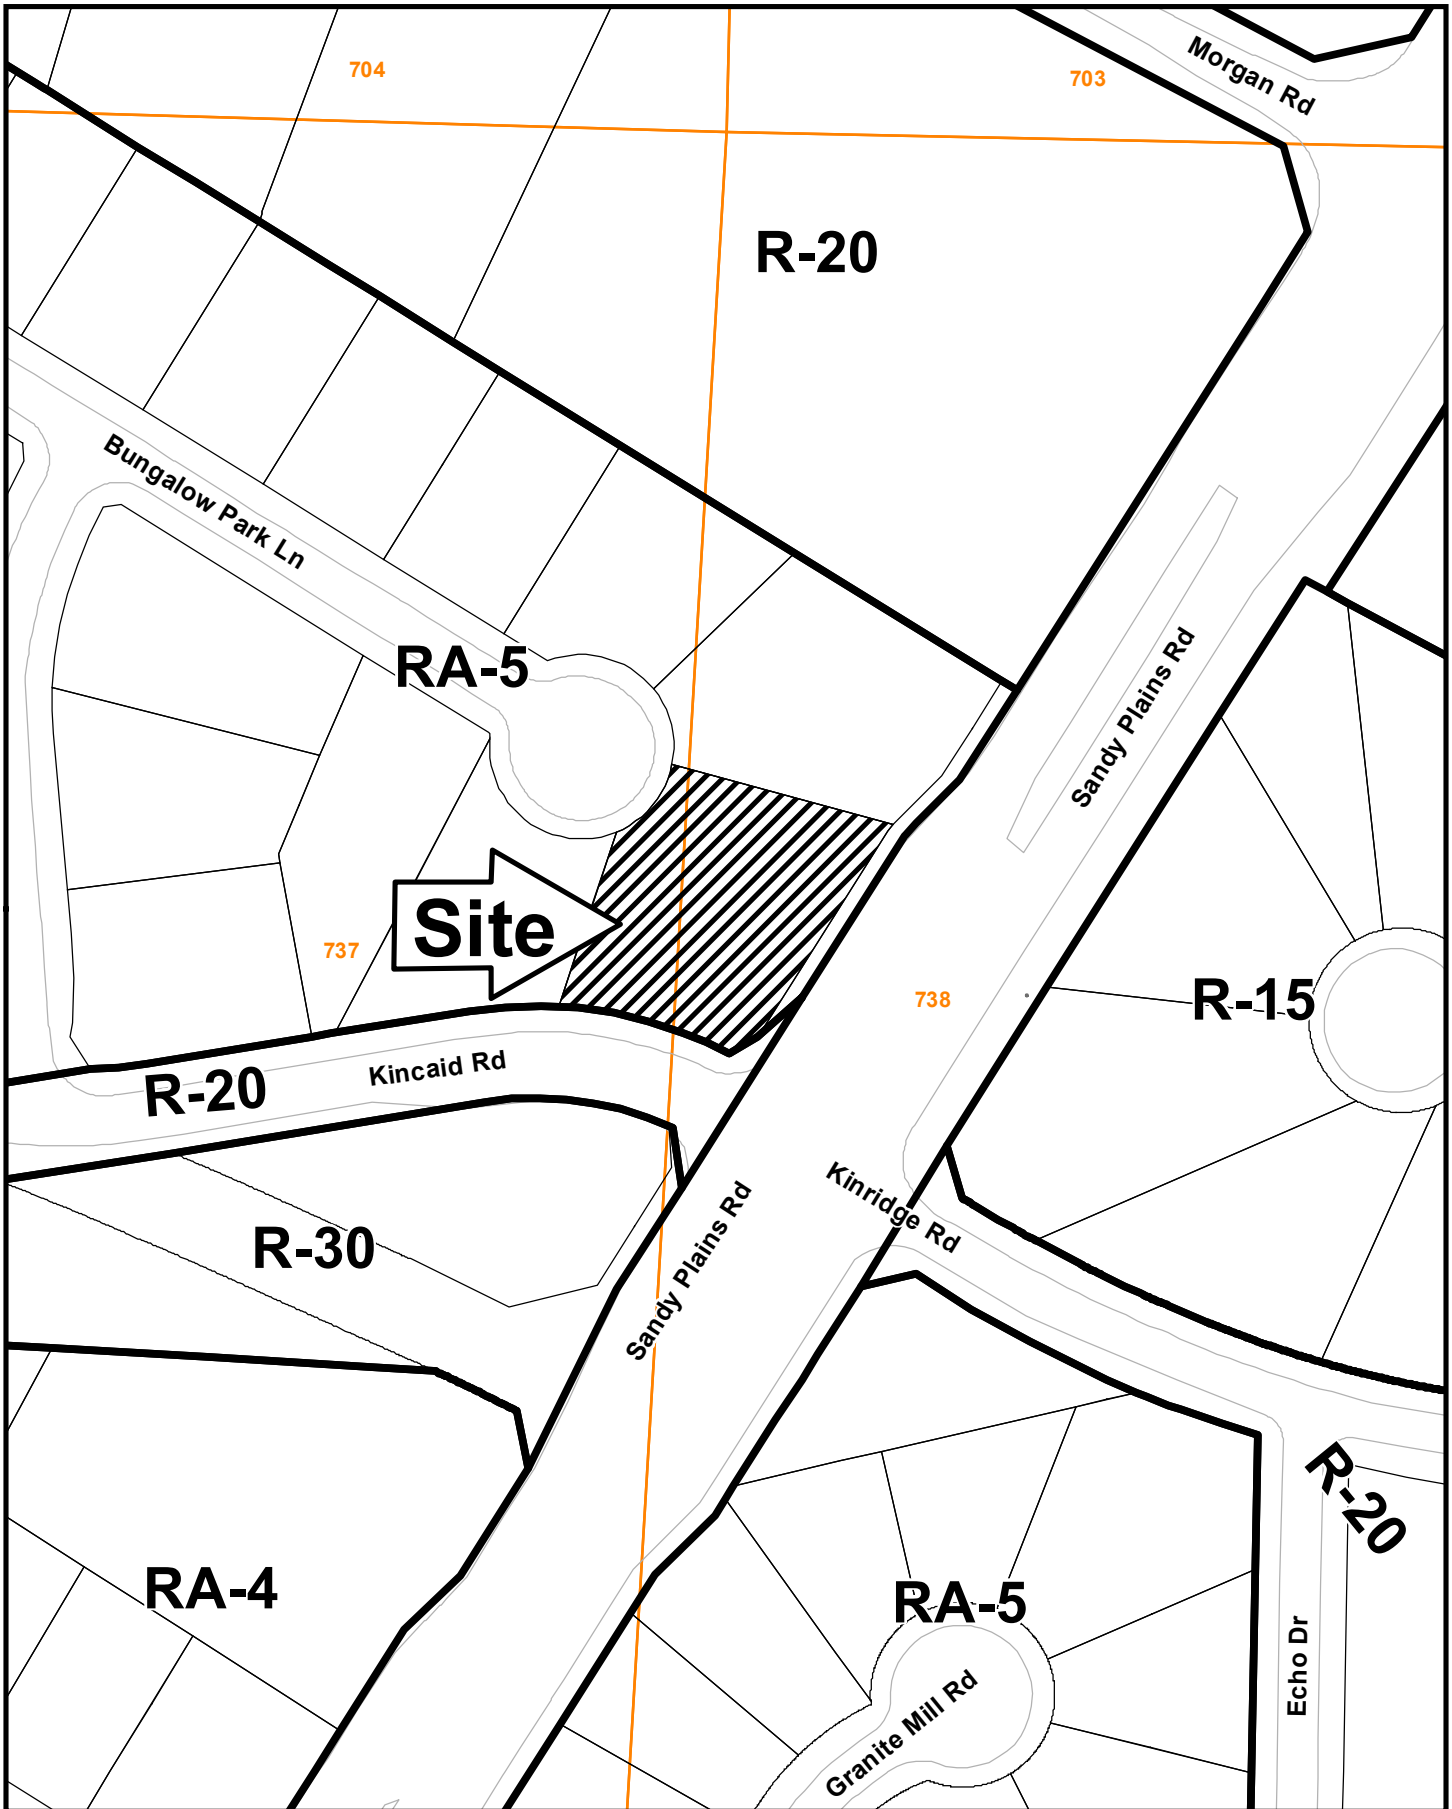 Morgan Rd
704
703
R-20
Bungalow Park Ln
RA-5
Sandy Plains Rd
Site
737
738
R-15
Kincaid Rd
R-20
Kinridge Rd
R-30
Sandy Plains Rd
R-20
RA-4
RA-5
Echo Dr
Granite Mill Rd